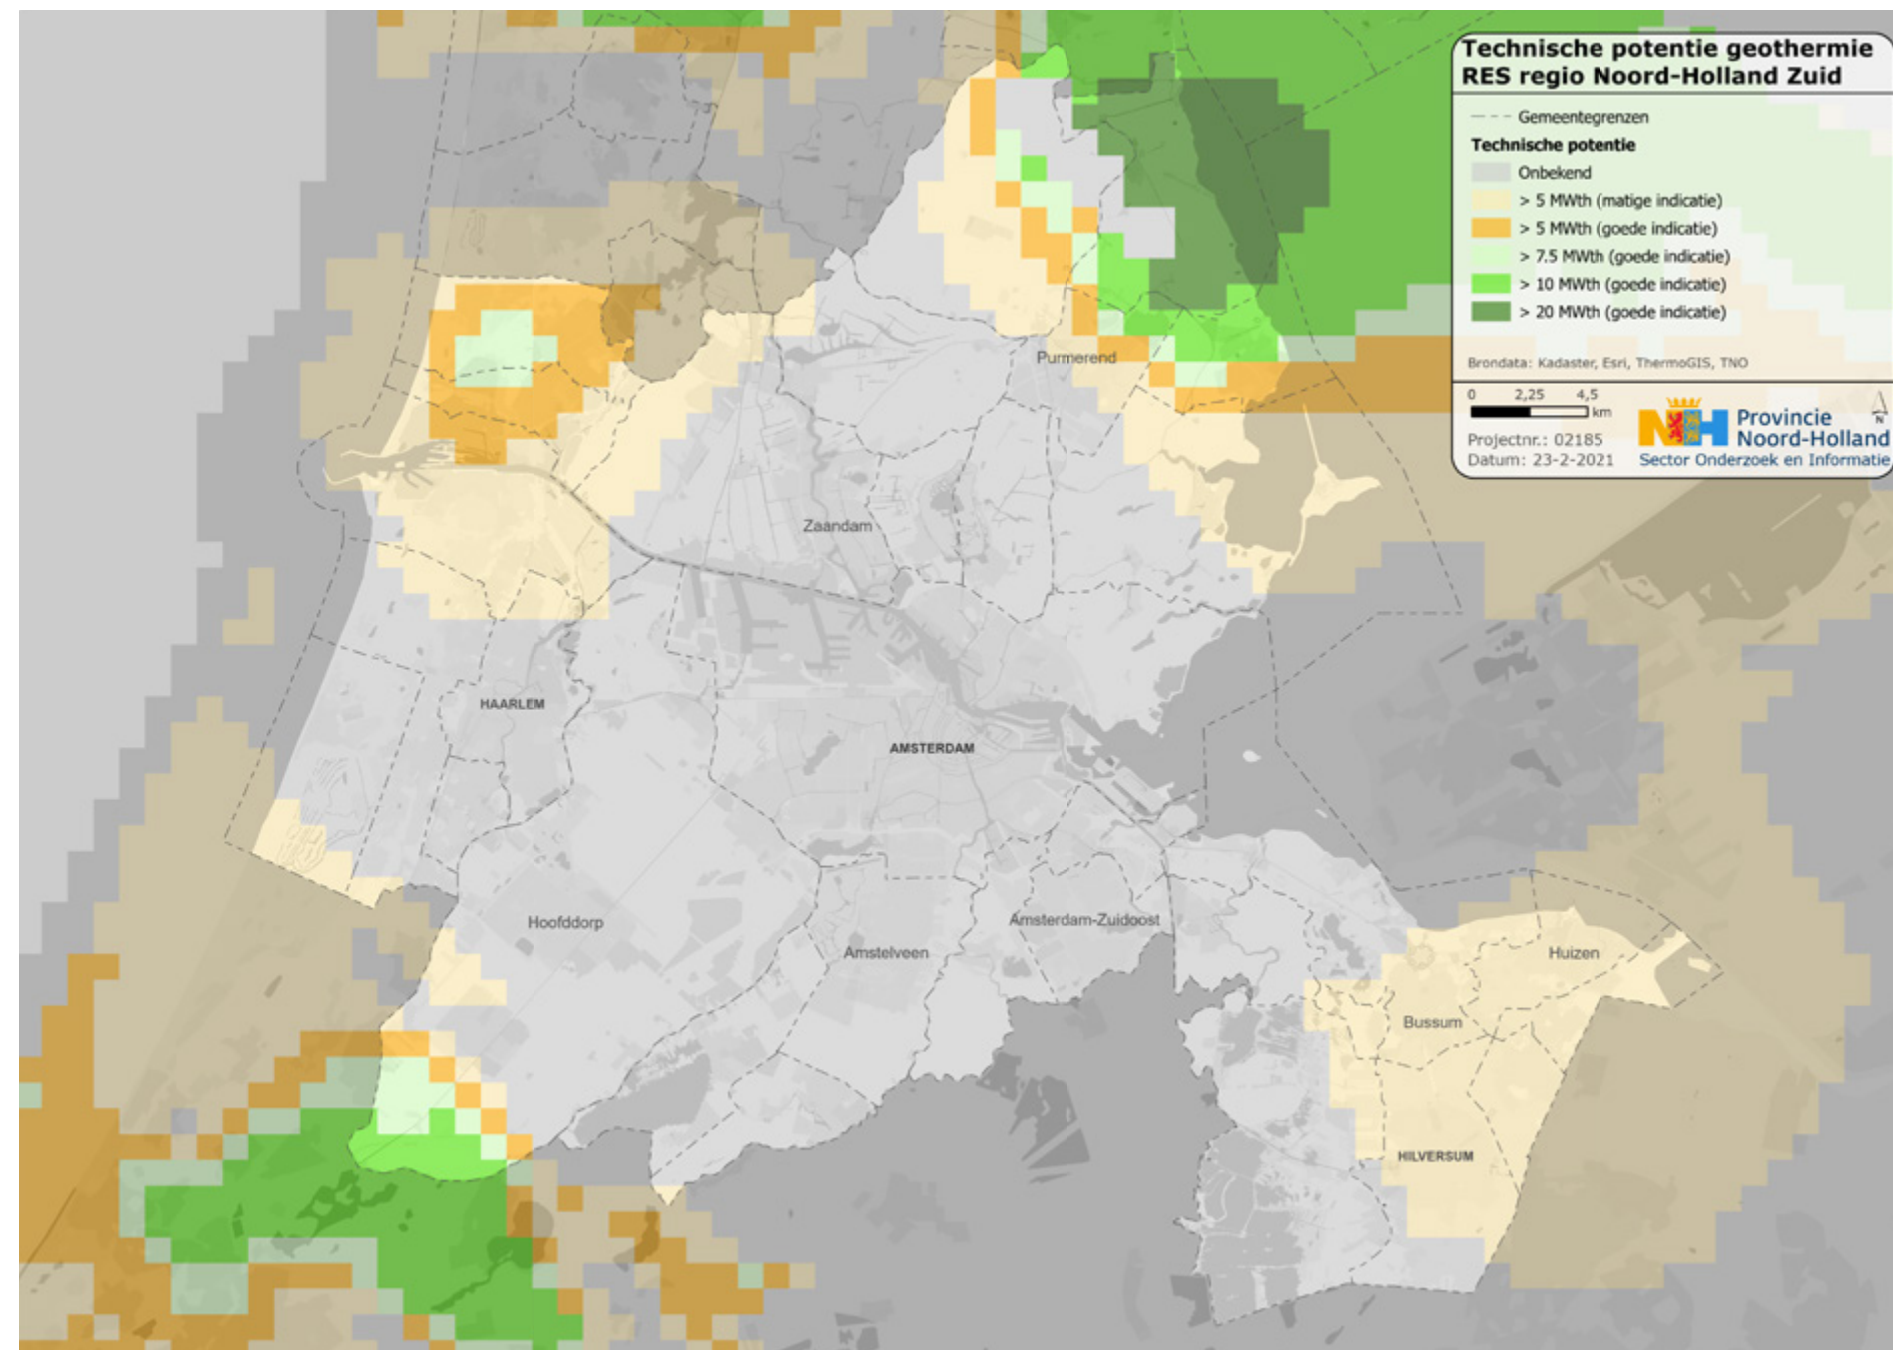 Technische potentie geothermie
RES regio Noord-Holland Zuid
Gemeentegrenzen
Technische potentie
Onbekend
> 5 MWth (matige indicatie)
> 5 MWth (goede indicatie)
> 7.5 MWth (goede indicatie)
> 10 MWth (goede indicatie)
> 20 MWth (goede indicatie)
Brondata: Kadaster, Esri, ThermoGIS, TNO
0 2,25 4,5
km
N
Projectnr.: 02185
Datum: 23-2-2021
NH Provincie
Noord-Holland
Sector Onderzoek en Informatie
Purmerend
Zaandam
HAARLEM
AMSTERDAM
Hoofddorp
Amstelveen
Amsterdam-Zuidoost
Huizen
Bussum
HILVERSUM